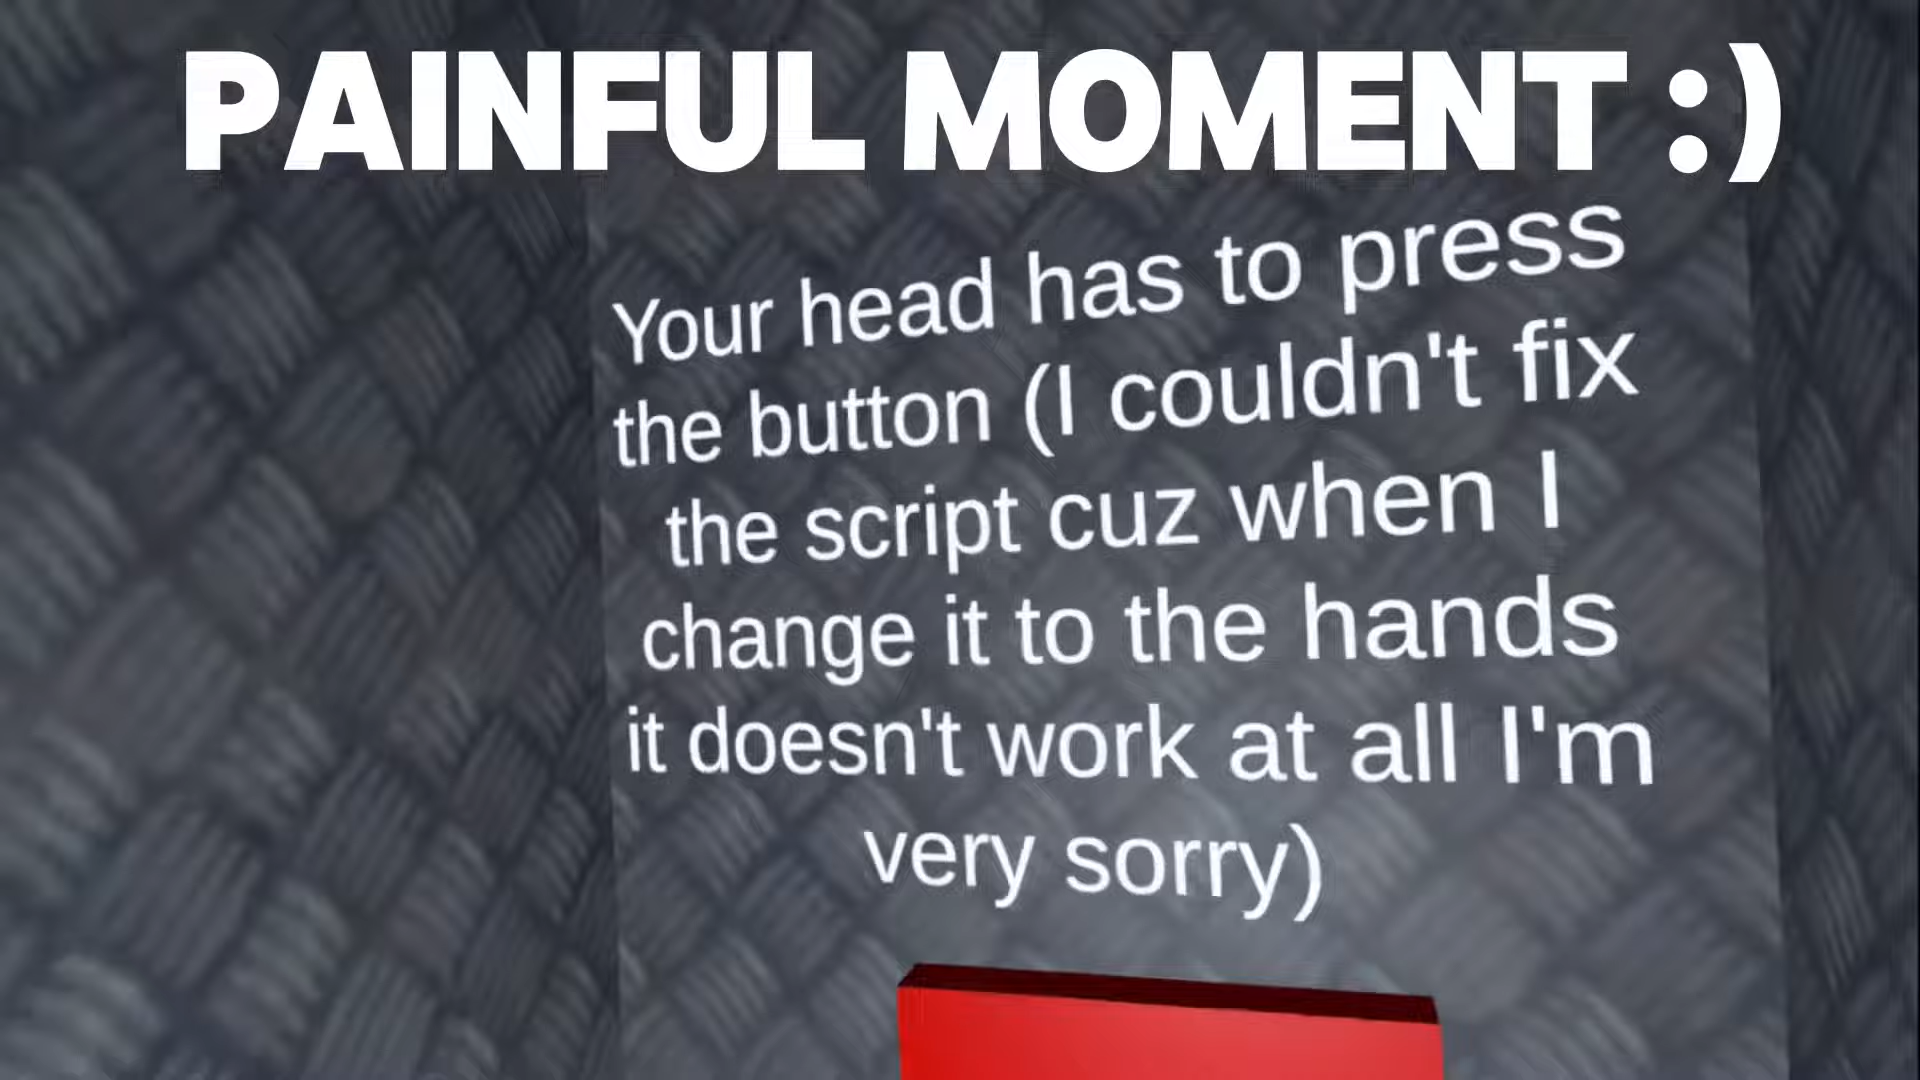 PAINFUL MOMENT :)
Your head has to press
the button (I couldn't fix
the script cuz when I
change it to the hands
it doesn't work at all I'm
very sorry)